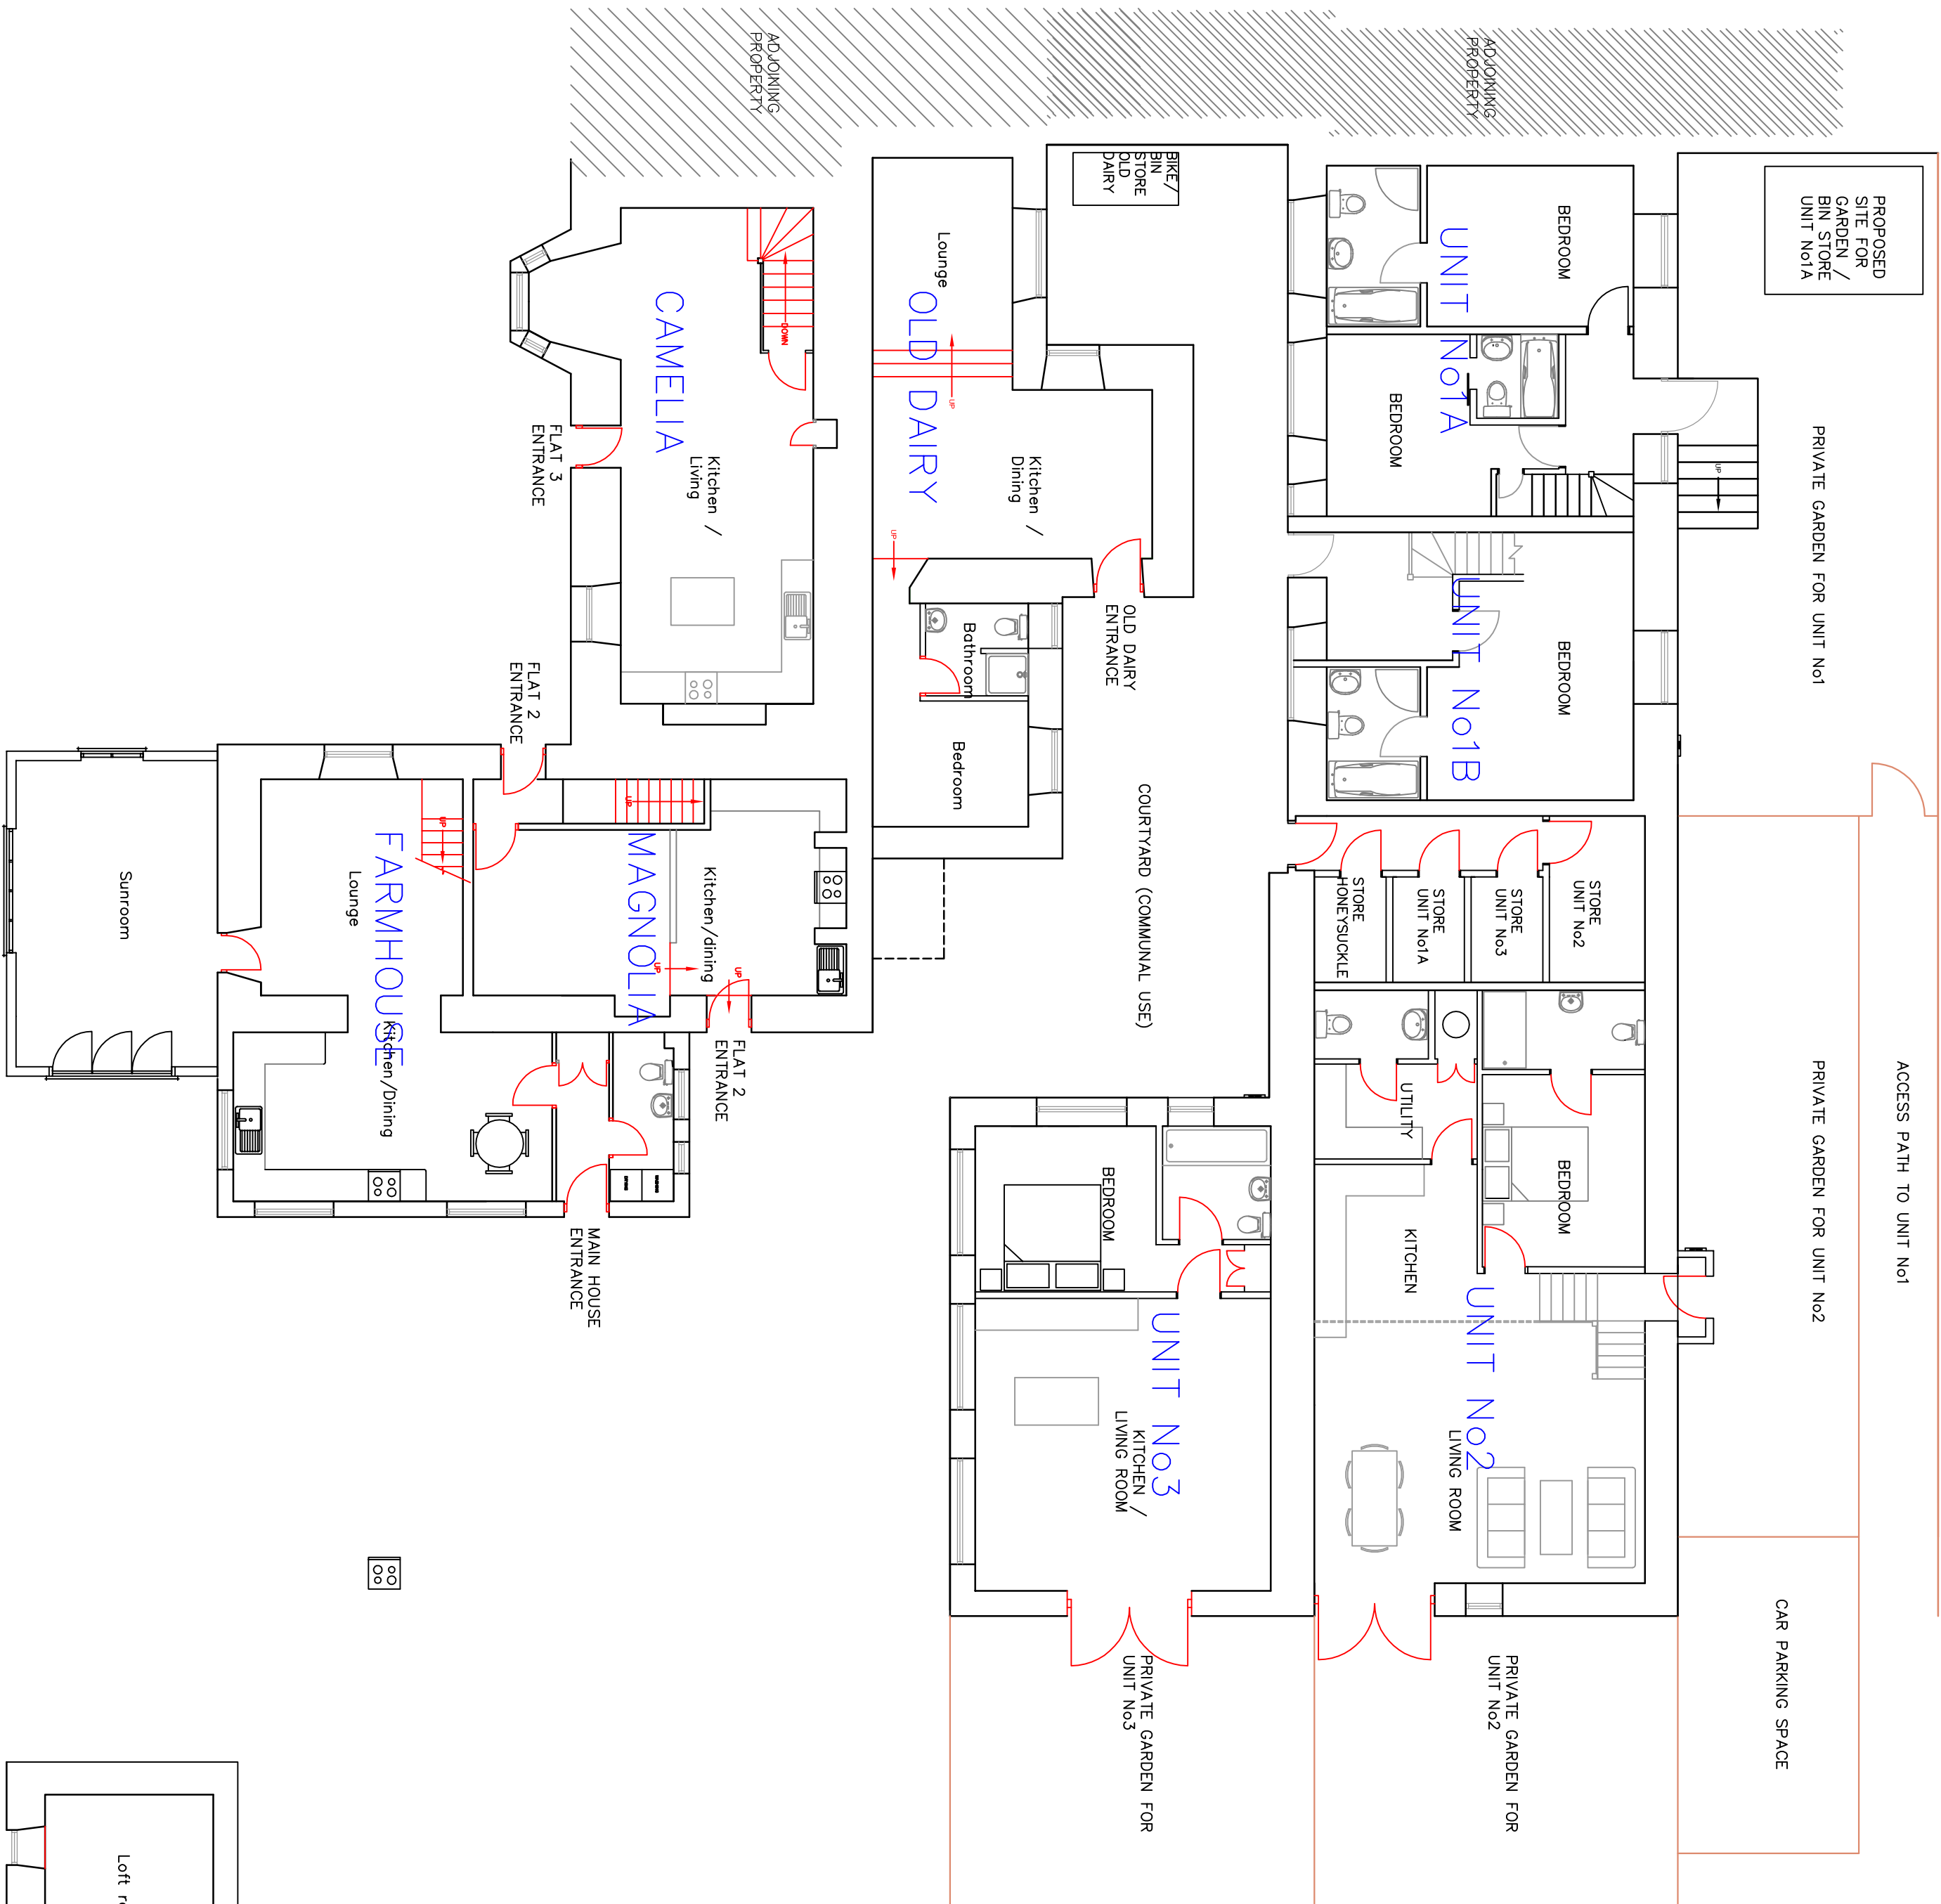 PROPOSED
SITE FOR
GARDEN /
BIN STORE
UNIT No1A
PRIVATE GARDEN FOR UNIT No1
ACCESS PATH TO UNIT No1
PRIVATE GARDEN FOR UNIT No2
CAR PARKING SPACE
ADJOINING
PROPERTY
BEDROOM
UNIT No1A
BEDROOM
UP
BEDROOM
UNIT No1B
STORE
UNIT No2
STORE
UNIT No3
STORE
UNIT No1A
STORE
HONEYSUCKLE
UTILITY
BEDROOM
KITCHEN
UNIT No2
LIVING ROOM
PRIVATE GARDEN FOR
UNIT No2
BIKE/
BIN
STORE
OLD
DAIRY
COURTYARD (COMMUNAL USE)
OLD DAIRY
ENTRANCE
BEDROOM
UNIT No3
KITCHEN /
LIVING ROOM
PRIVATE GARDEN FOR
UNIT No3
Lounge
OLD DAIRY
UP
Kitchen /
Dining
UP
Bathroom
Bedroom
ADJOINING
PROPERTY
DOWN
CAMELIA
Kitchen /
Living
FLAT 3
ENTRANCE
FLAT 2
ENTRANCE
UP
MAGNOLIA
Kitchen/dining
UP
UP
FLAT 2
ENTRANCE
UP
FARMHOUSE
Lounge
Kitchen/Dining
MAIN HOUSE
ENTRANCE
Sunroom
Loft